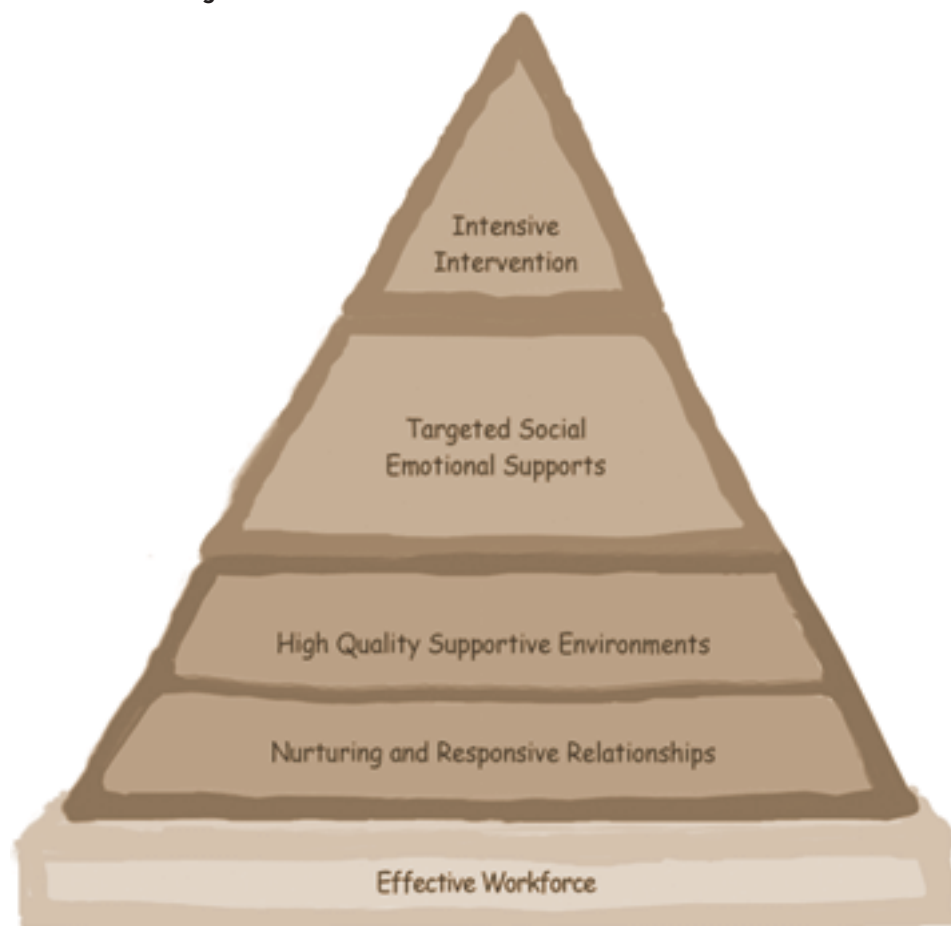 Intensive
Intervention
Targeted Social
Emotional Supports
High Quality Supportive Environments
Nurturing and Responsive Relationships
Effective Workforce